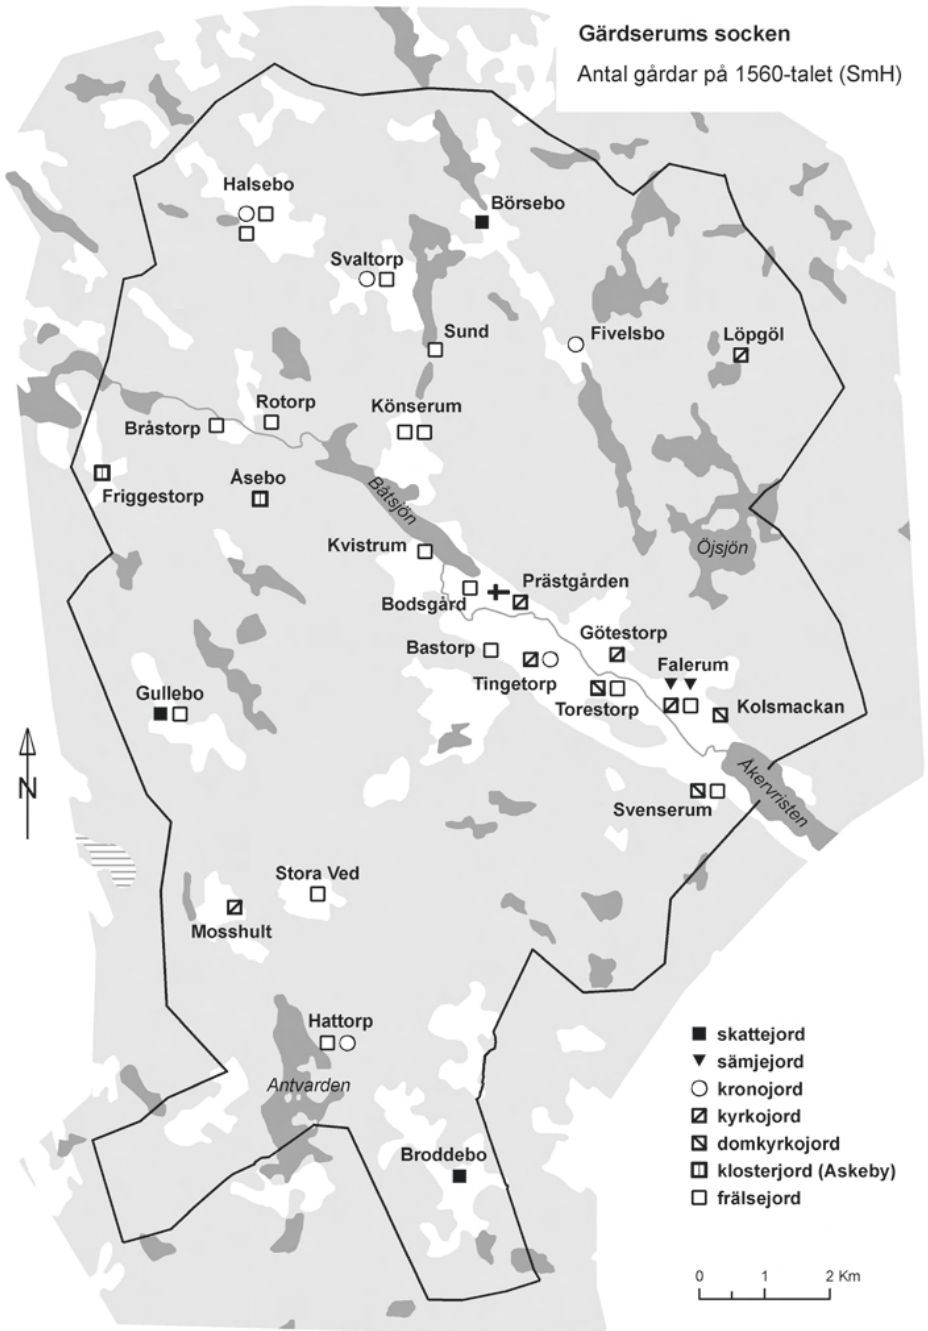 Gärdserums socken
Antal gårdar på 1560-talet (SmH)
Halsebo
Börsebo
Svaltorp
Sund
Fivelsbo
Löpgöl
Rotorp
Könserum
Bråstorp
Åsebo
Friggestorp
Båtsjön
Kvistrum
Öjsjön
Prästgården
Bodsgård
Götestorp
Bastorp
Falerum
Tingetorp
Gullebo
Torestorp
Kolsmackan
N
Åkervristen
Svenserum
Stora Ved
Mosshult
Hattorp
Antvarden
Broddebo
skattejord
sämjejord
kronojord
kyrkojord
domkyrkojord
klosterjord (Askeby)
frälsejord
0 1 2 Km